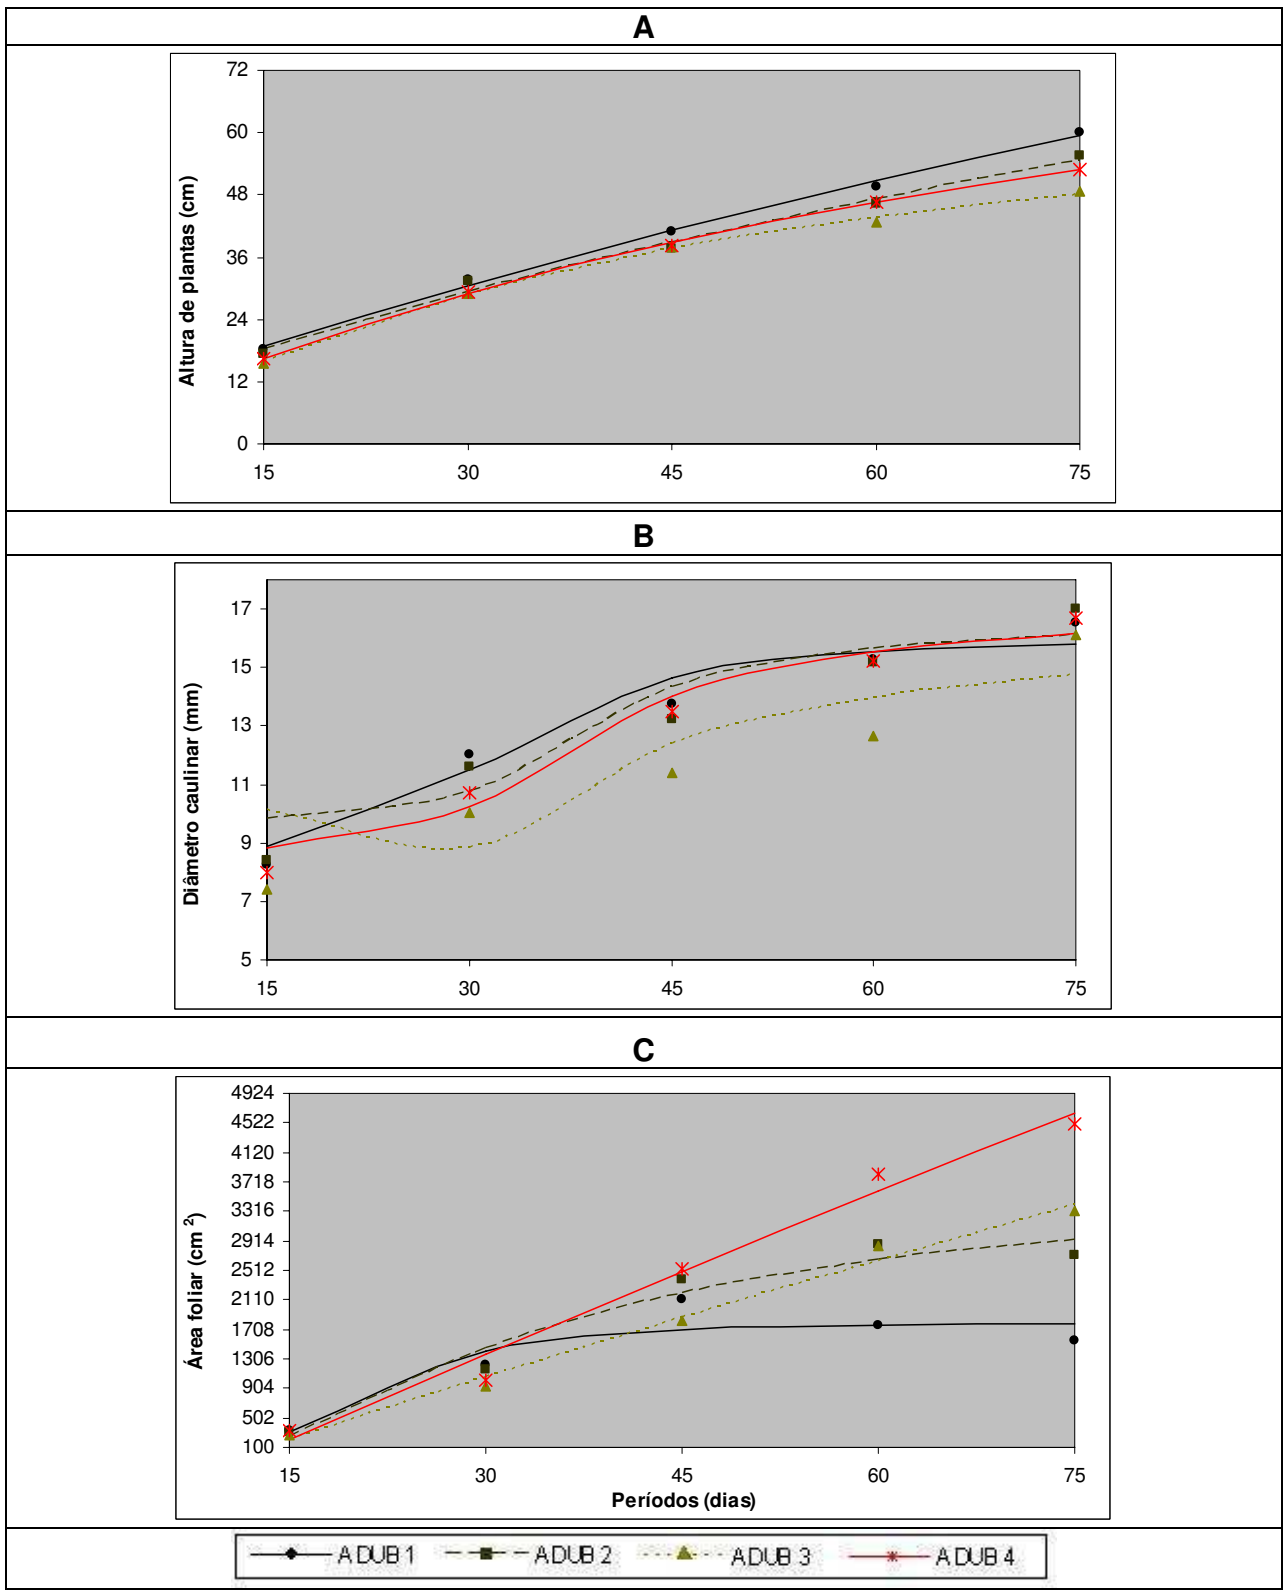 A
72
60
48
36
24
12
0
Altura de plantas (cm)
15 30 45 60 75
B
17
15
13
11
9
7
5
Diâmetro caulinar (mm)
15 30 45 60 75
C
4924
4522
4120
3718
3316
2914
2512
2110
1708
1306
904
502
100
Área foliar (cm ²)
15 30 45 60 75
Períodos (dias)
ADUB 1 ADUB 2 ADUB 3 ADUB 4